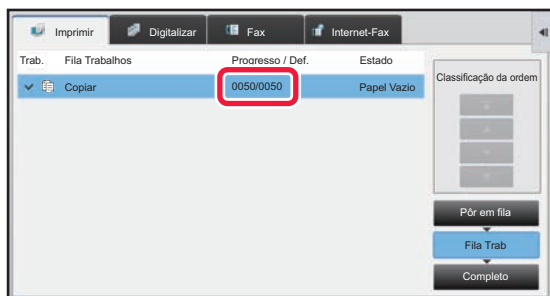 Imprimir Digitalizar Fax Internet-Fax
Trab. Fila Trabalhos Progresso / Def. Estado
Copiar 0050/0050 Papel Vazio
Classificação da ordem
Pôr em fila
Fila Trab
Completo